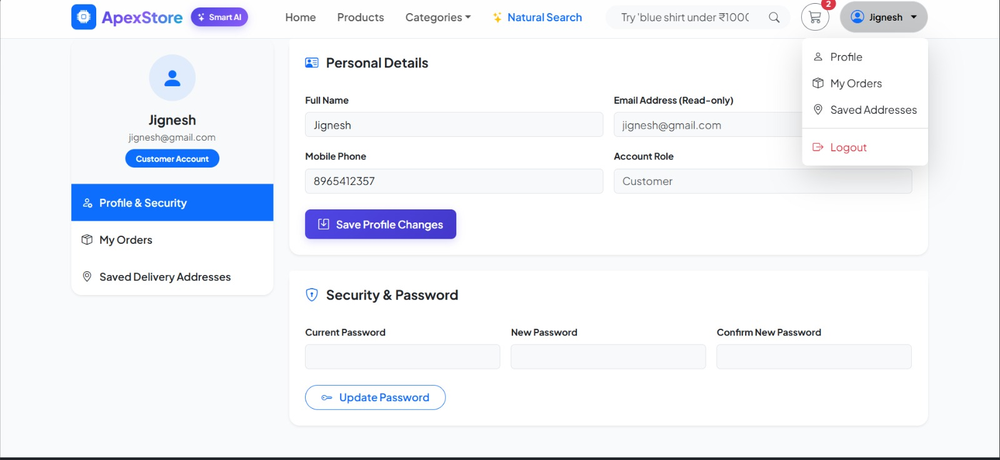 ApexStore Smart AI Home Products Categories Natural Search Try 'blue shirt under ₹1000 2 Jignesh
Profile
My Orders
Saved Addresses
Logout
Jignesh
jignesh@gmail.com
Customer Account
Profile & Security
My Orders
Saved Delivery Addresses
Personal Details
Full Name Email Address (Read-only)
Jignesh jignesh@gmail.com
Mobile Phone Account Role
8965412357 Customer
Save Profile Changes
Security & Password
Current Password New Password Confirm New Password
Update Password